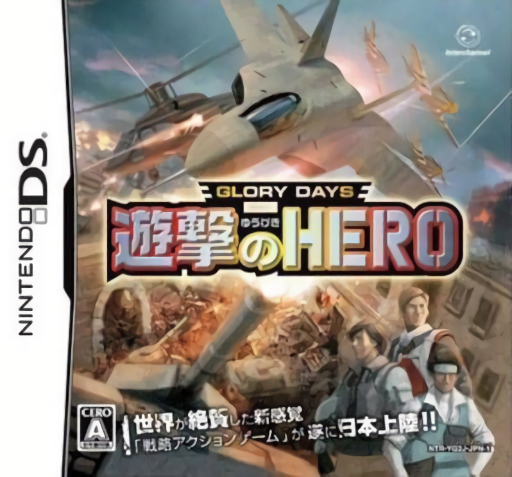 NINTENDO DS
GLORY DAYS
遊撃のHERO
ゆうげき
CERO
A
世界が絶賛した新感覚
「戦略アクションゲーム」が 遂に日本上陸!!